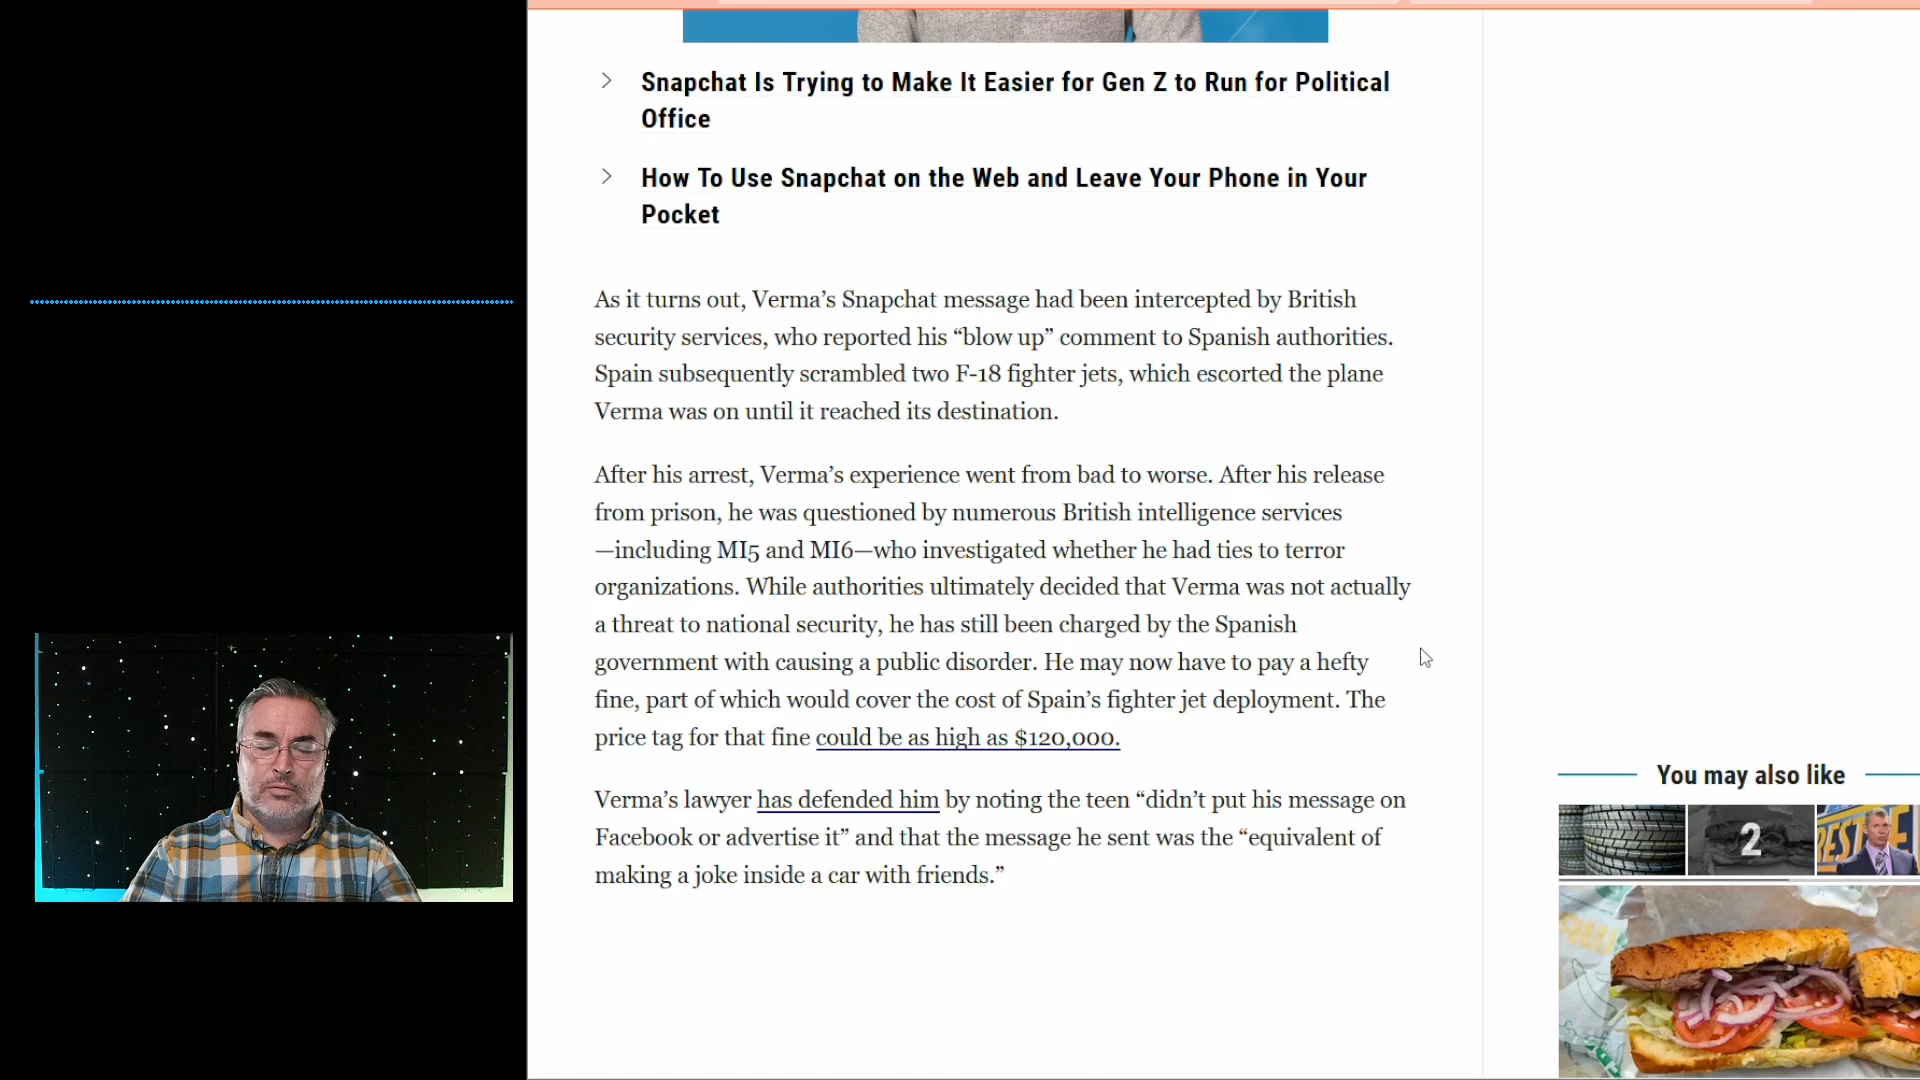 Snapchat Is Trying to Make It Easier for Gen Z to Run for Political
Office
How To Use Snapchat on the Web and Leave Your Phone in Your
Pocket
As it turns out, Verma’s Snapchat message had been intercepted by British
security services, who reported his “blow up” comment to Spanish authorities.
Spain subsequently scrambled two F-18 fighter jets, which escorted the plane
Verma was on until it reached its destination.
After his arrest, Verma’s experience went from bad to worse. After his release
from prison, he was questioned by numerous British intelligence services
—including MI5 and MI6—who investigated whether he had ties to terror
organizations. While authorities ultimately decided that Verma was not actually
a threat to national security, he has still been charged by the Spanish
government with causing a public disorder. He may now have to pay a hefty
fine, part of which would cover the cost of Spain’s fighter jet deployment. The
price tag for that fine could be as high as $120,000.
Verma’s lawyer has defended him by noting the teen “didn’t put his message on
Facebook or advertise it” and that the message he sent was the “equivalent of
making a joke inside a car with friends.”
You may also like
2